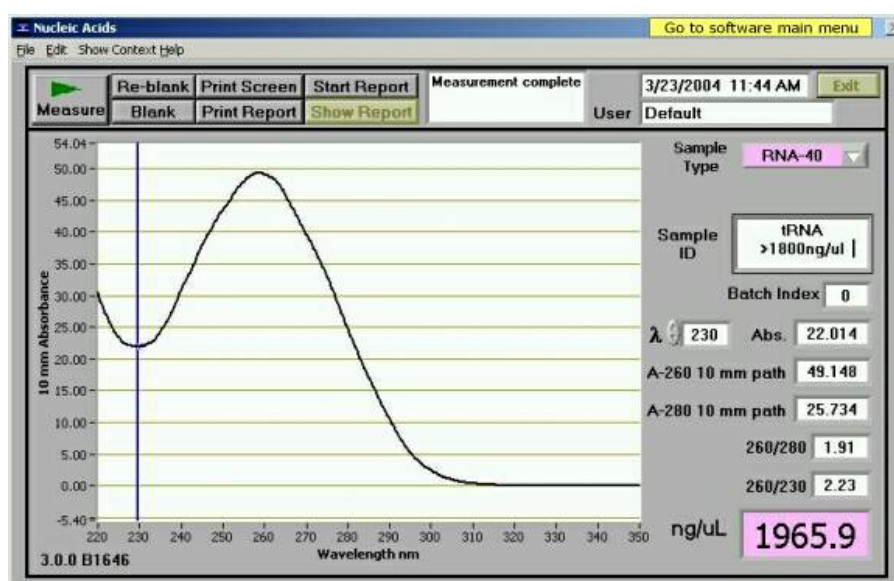 Nucleic Acids
Go to software main menu
File Edit Show Context Help
Measure
Re-blank Print Screen Start Report
Blank Print Report Show Report
Measurement complete
3/23/2004 11:44 AM Exit
User Default
54.04
50.00
45.00
40.00
35.00
30.00
25.00
20.00
15.00
10.00
5.00
0.00
-5.40
10 mm Absorbance
220 230 240 250 260 270 280 290 300 310 320 330 340 350
Wavelength nm
3.0.0 B1646
Sample Type RNA-40
Sample ID tRNA
>1800ng/ul
Batch Index 0
λ 230 Abs. 22.014
A-260 10 mm path 49.148
A-280 10 mm path 25.734
260/280 1.91
260/230 2.23
ng/uL 1965.9